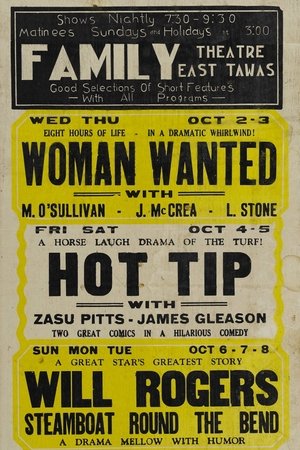 Shows Nightly 7:30-9:30
Matinees Sundays and Holidays at 3:00
FAMILY THEATRE
EAST TAWAS
Good Selections Of Short Features
- With All Programs -
WED THU OCT 2-3
EIGHT HOURS OF LIFE - IN A DRAMATIC WHIRLWIND!
WOMAN WANTED
WITH
M. O'SULLIVAN - J. McCREA - L. STONE
FRI SAT OCT 4-5
A HORSE LAUGH DRAMA OF THE TURF!
HOT TIP
WITH
ZASU PITTS - JAMES GLEASON
TWO GREAT COMICS IN A HILARIOUS COMEDY
SUN MON TUE OCT 6-7-8
A GREAT STAR'S GREATEST STORY
WILL ROGERS
STEAMBOAT ROUND THE BEND
A DRAMA MELLOW WITH HUMOR